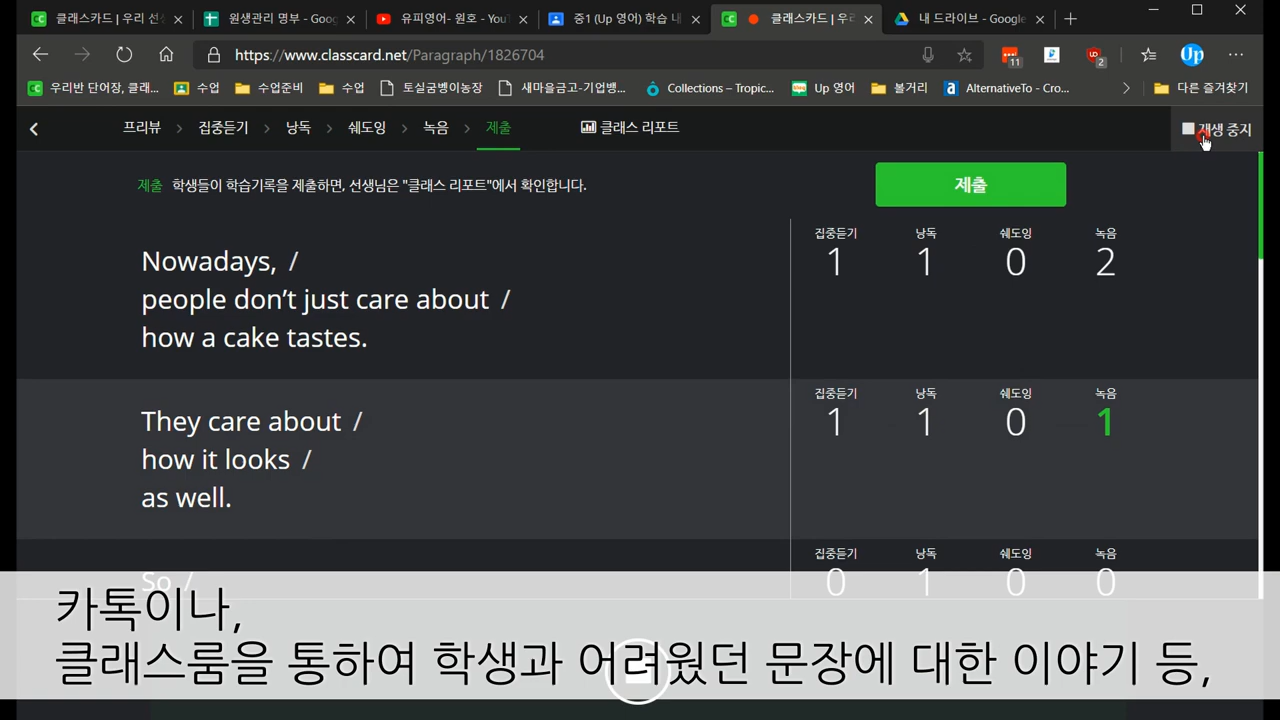 클래스카드 | 우리 선
원생관리 명부 - Goog
유피영어- 원호 - YouT
중1 (Up 영어) 학습 내
클래스카드 | 우리
내 드라이브 - Google
https://www.classcard.net/Paragraph/1826704
11
2
Up
우리반 단어장, 클래...
수업
수업준비
수업
토실굼벵이농장
새마을금고-기업뱅...
Collections – Tropic...
Up 영어
볼거리
AlternativeTo - Cro...
다른 즐겨찾기
프리뷰 > 집중듣기 > 낭독 > 쉐도잉 > 녹음 > 제출
클래스 리포트
재생 중지
제출 학생들이 학습기록을 제출하면, 선생님은 "클래스 리포트"에서 확인합니다.
제출
Nowadays, /
people don't just care about /
how a cake tastes.
집중듣기 낭독 쉐도잉 녹음
1 1 0 2
They care about /
how it looks /
as well.
집중듣기 낭독 쉐도잉 녹음
1 1 0 1
So /
집중듣기 낭독 쉐도잉 녹음
0 1 0 0
카톡이나,
클래스룸을 통하여 학생과 어려웠던 문장에 대한 이야기 등,